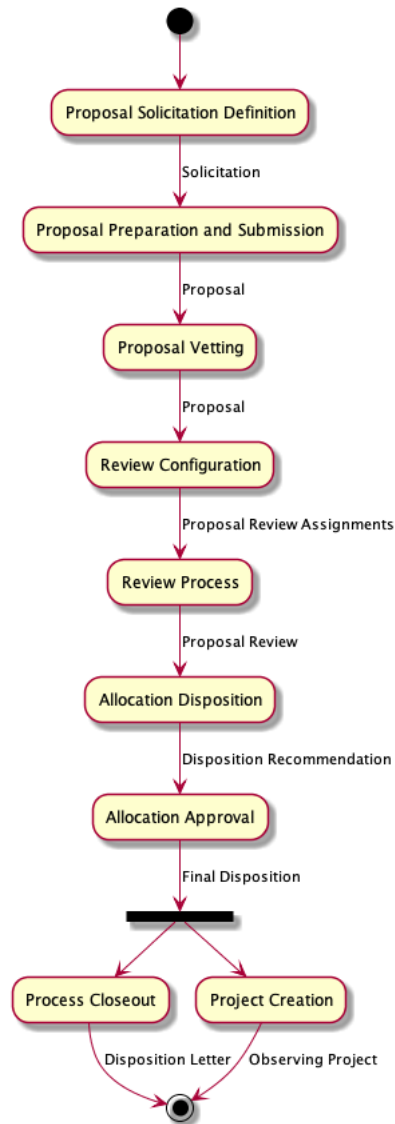 Proposal Solicitation Definition
Solicitation
Proposal Preparation and Submission
Proposal
Proposal Vetting
Proposal
Review Configuration
Proposal Review Assignments
Review Process
Proposal Review
Allocation Disposition
Disposition Recommendation
Allocation Approval
Final Disposition
Process Closeout
Project Creation
Disposition Letter
Observing Project